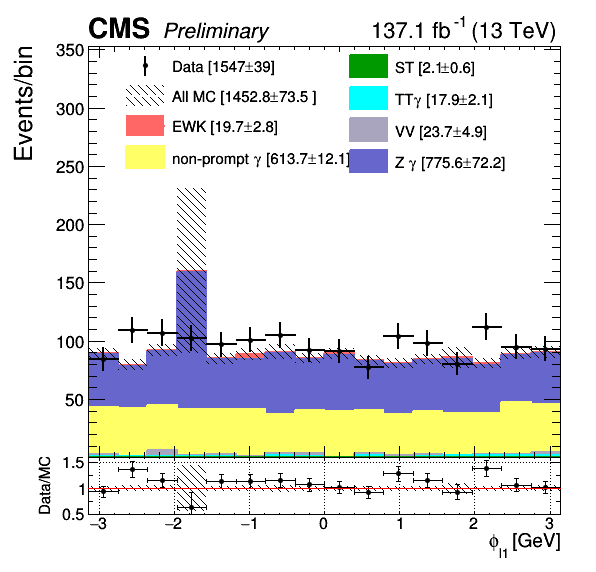 CMS Preliminary 137.1 fb⁻¹ (13 TeV)
Events/bin
350
300
250
200
150
100
50
Data [1547±39]
All MC [1452.8±73.5 ]
EWK [19.7±2.8]
non-prompt γ [613.7±12.1]
ST [2.1±0.6]
TTγ [17.9±2.1]
VV [23.7±4.9]
Z γ [775.6±72.2]
Data/MC
1.5
1
0.5
−3 −2 −1 0 1 2 3
ϕ_l1 [GeV]